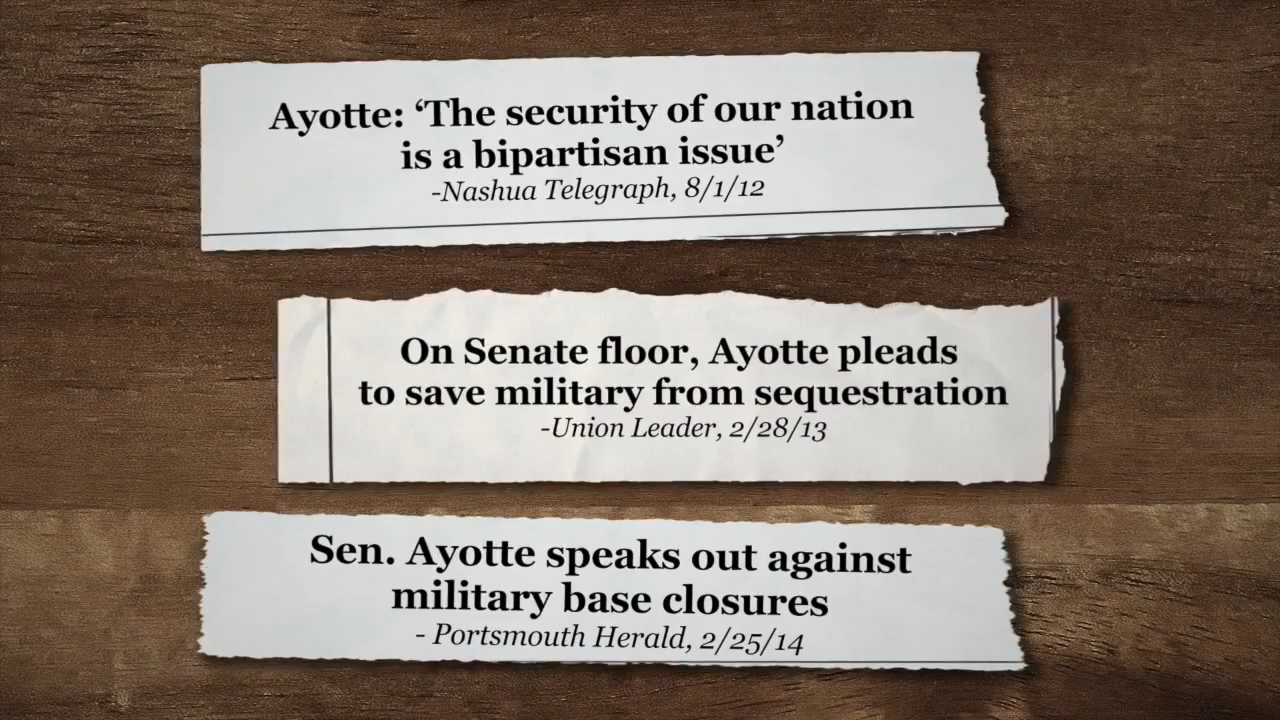 Ayotte: ‘The security of our nation
is a bipartisan issue’
-Nashua Telegraph, 8/1/12
On Senate floor, Ayotte pleads
to save military from sequestration
-Union Leader, 2/28/13
Sen. Ayotte speaks out against
military base closures
- Portsmouth Herald, 2/25/14